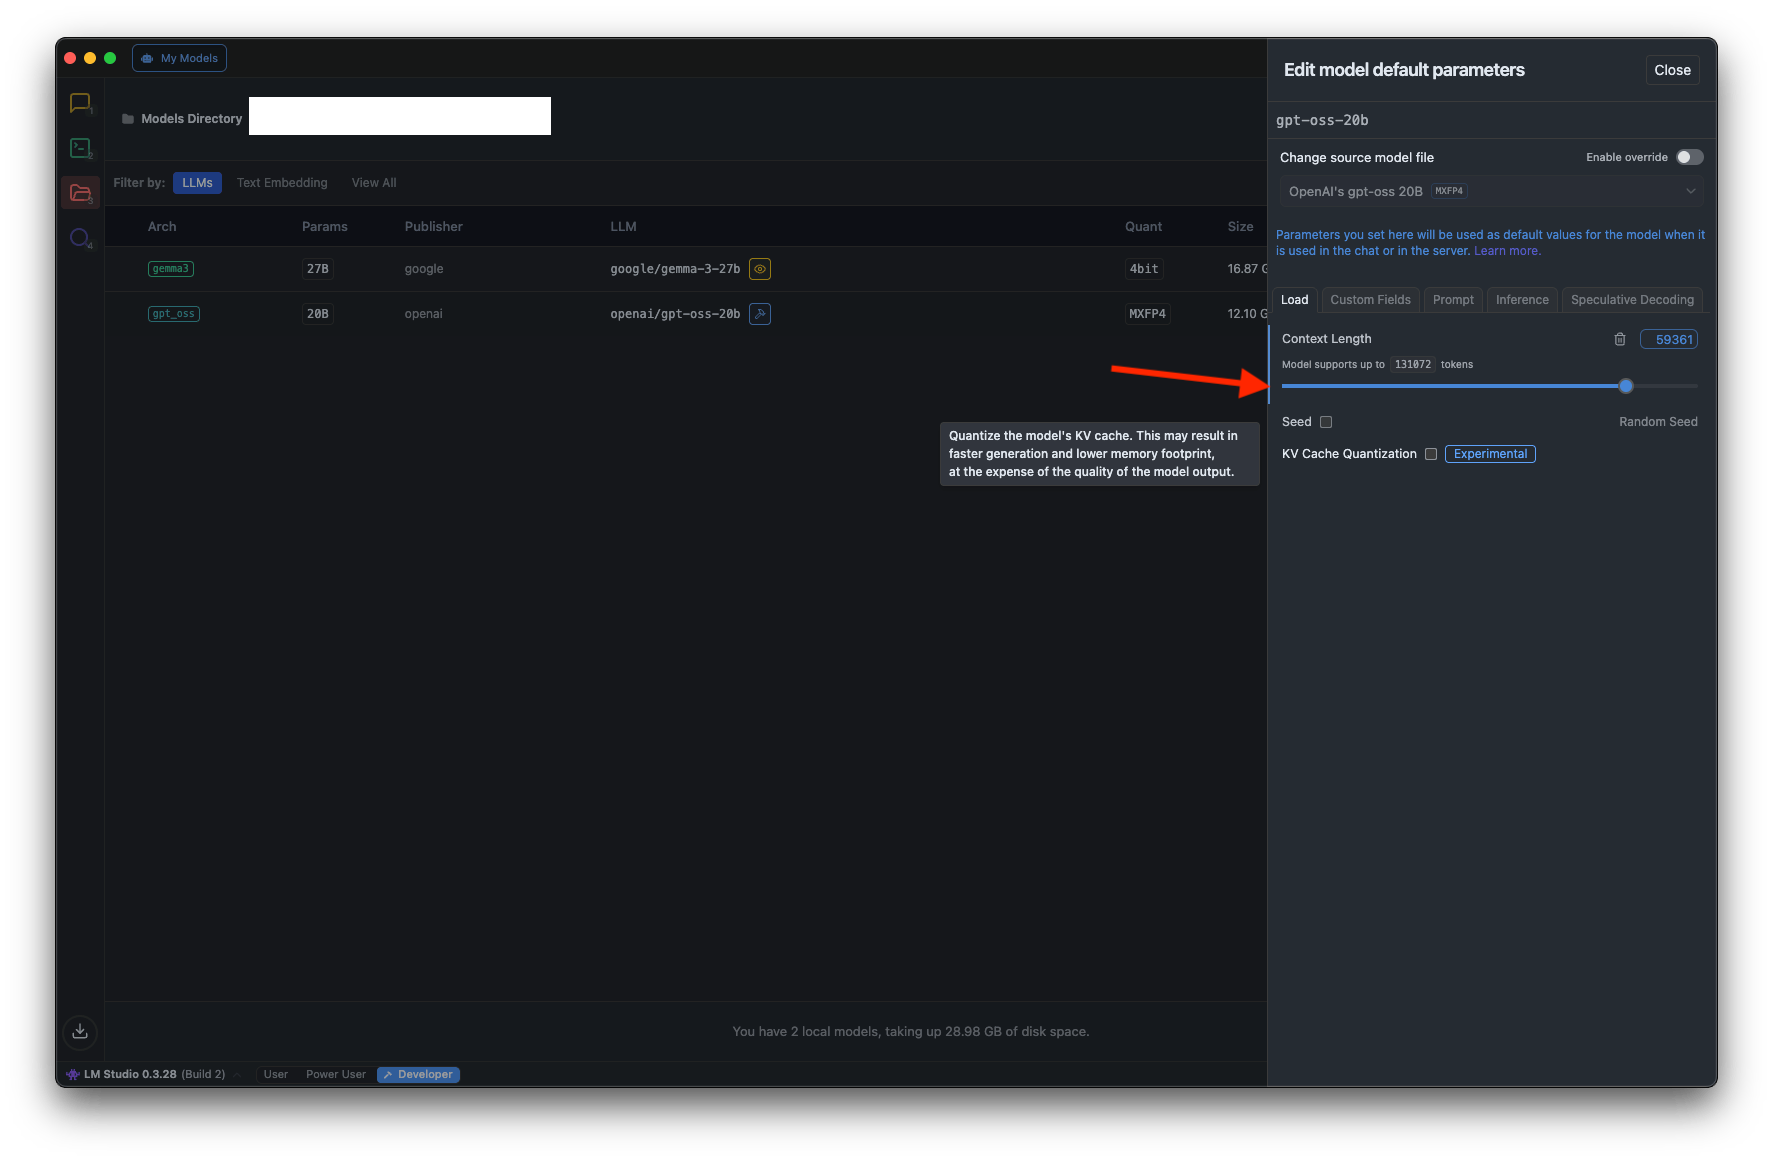 My Models
1
2
3
4
Models Directory
Filter by: LLMs Text Embedding View All
Arch Params Publisher LLM Quant Size
gemma3 27B google google/gemma-3-27b 4bit 16.87 G
gpt_oss 20B openai openai/gpt-oss-20b MXFP4 12.10 G
Quantize the model's KV cache. This may result in
faster generation and lower memory footprint,
at the expense of the quality of the model output.
You have 2 local models, taking up 28.98 GB of disk space.
LM Studio 0.3.28 (Build 2) User Power User Developer
Edit model default parameters Close
gpt-oss-20b
Change source model file Enable override
OpenAI's gpt-oss 20B MXFP4
Parameters you set here will be used as default values for the model when it
is used in the chat or in the server. Learn more.
Load Custom Fields Prompt Inference Speculative Decoding
Context Length 59361
Model supports up to 131072 tokens
Seed Random Seed
KV Cache Quantization Experimental